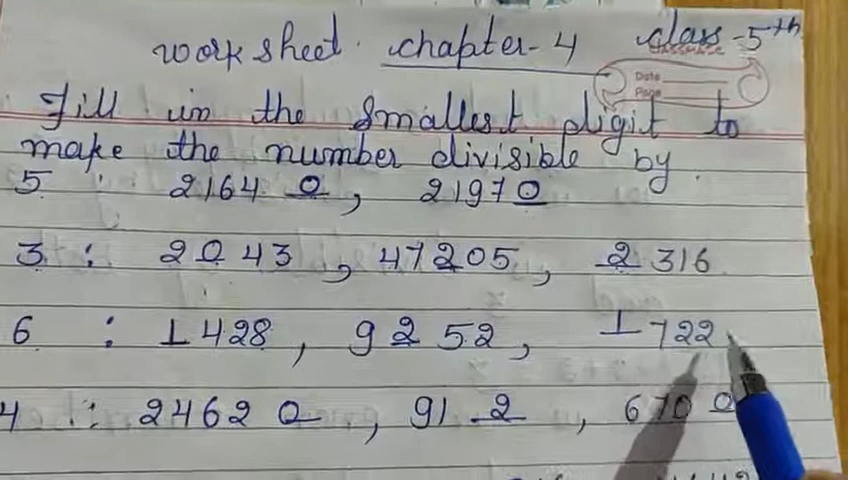 worksheet. chapter-4 class-5th
CLASSMATE
Date
Page
Fill in the smallest digit to
make the number divisible by.
5 : 21640, 21970
3 : 2043, 47205, 2316
6 : 1428, 9252, 1722
4 : 24620, 912, 6700